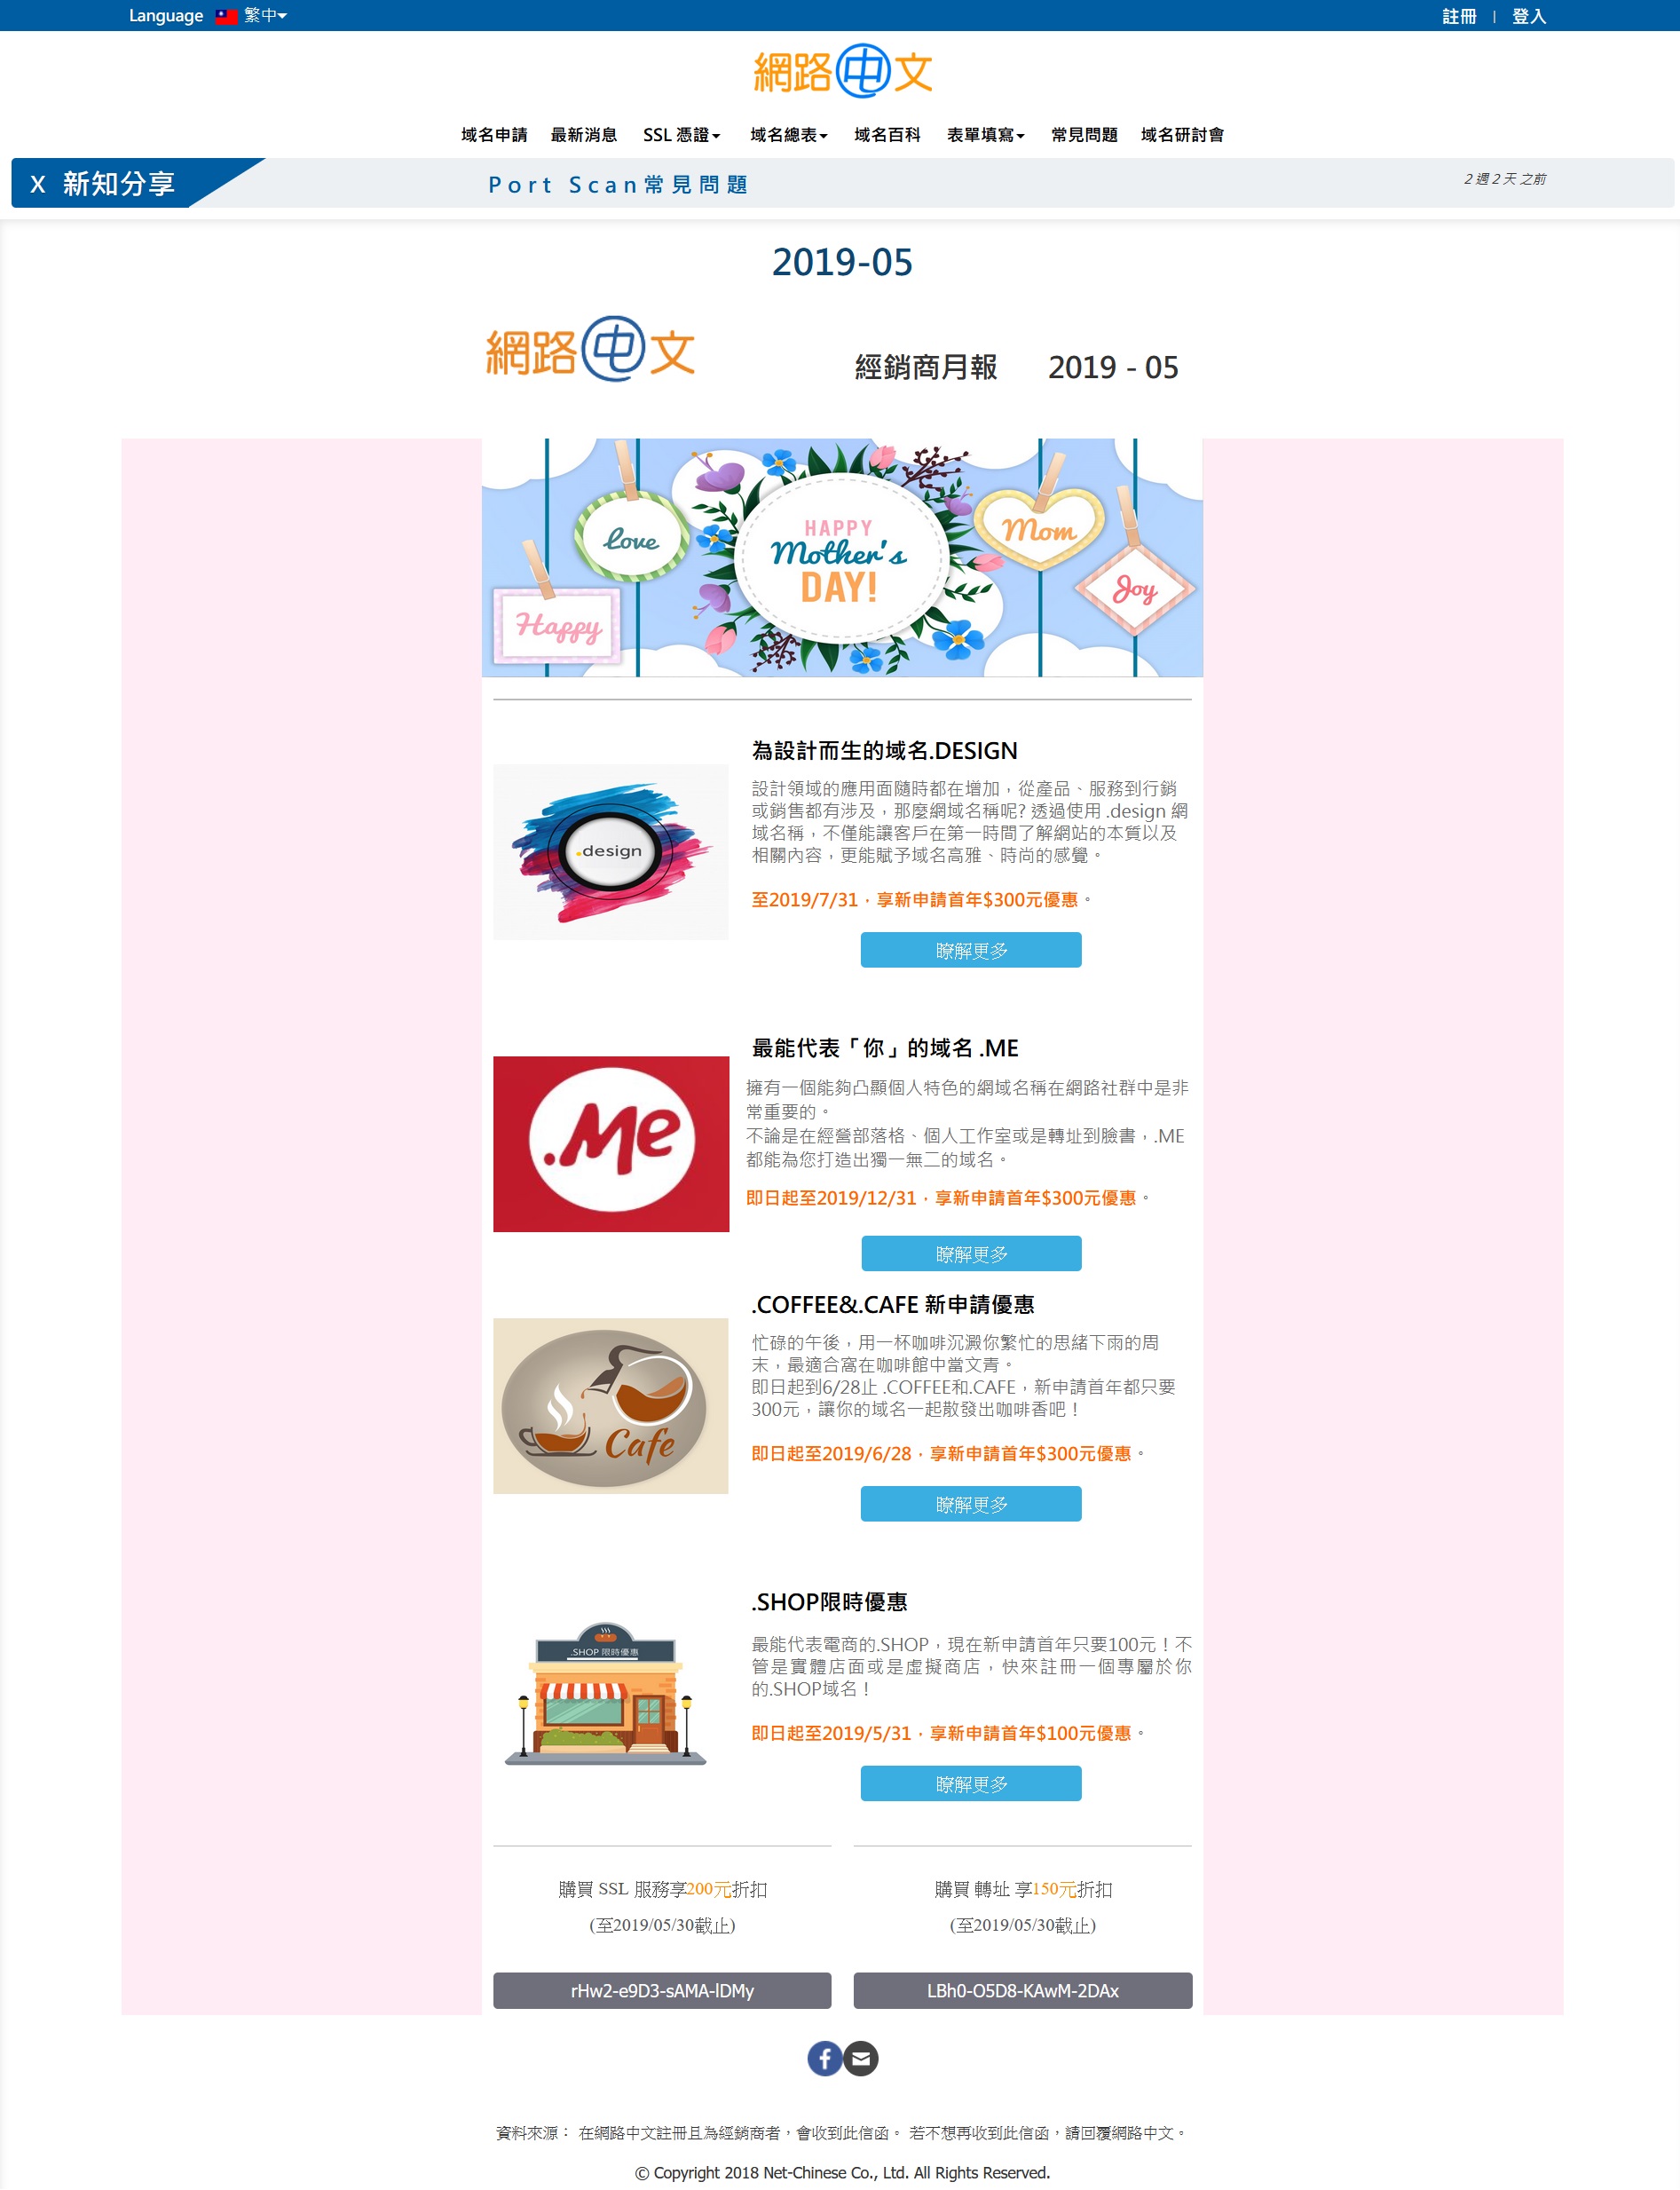 Language 繁中
註冊 | 登入
網路中文
域名申請 最新消息 SSL 憑證 域名總表 域名百科 表單填寫 常見問題 域名研討會
X 新知分享
Port Scan常見問題
2 週 2 天 之前
2019-05
網路中文
經銷商月報 2019 - 05
Love
Happy
HAPPY
Mother's
DAY!
Mom
Joy
為設計而生的域名.DESIGN
.design
設計領域的應用面隨時都在增加，從產品、服務到行銷
或銷售都有涉及，那麼網域名稱呢? 透過使用 .design 網
域名稱，不僅能讓客戶在第一時間了解網站的本質以及
相關內容，更能賦予域名高雅、時尚的感覺。
至2019/7/31，享新申請首年$300元優惠。
瞭解更多
最能代表「你」的域名 .ME
.Me
擁有一個能夠凸顯個人特色的網域名稱在網路社群中是非
常重要的。
不論是在經營部落格、個人工作室或是轉址到臉書，.ME
都能為您打造出獨一無二的域名。
即日起至2019/12/31，享新申請首年$300元優惠。
瞭解更多
.COFFEE&.CAFE 新申請優惠
Cafe
忙碌的午後，用一杯咖啡沉澱你繁忙的思緒下雨的周
末，最適合窩在咖啡館中當文青。
即日起到6/28止 .COFFEE和.CAFE，新申請首年都只要
300元，讓你的域名一起散發出咖啡香吧！
即日起至2019/6/28，享新申請首年$300元優惠。
瞭解更多
.SHOP限時優惠
.SHOP 限時優惠
最能代表電商的.SHOP，現在新申請首年只要100元！不
管是實體店面或是虛擬商店，快來註冊一個專屬於你
的.SHOP域名！
即日起至2019/5/31，享新申請首年$100元優惠。
瞭解更多
購買 SSL 服務享200元折扣
(至2019/05/30截止)
rHw2-e9D3-sAMA-lDMy
購買 轉址 享150元折扣
(至2019/05/30截止)
LBh0-O5D8-KAwM-2DAx
資料來源： 在網路中文註冊且為經銷商者，會收到此信函。 若不想再收到此信函，請回覆網路中文。
© Copyright 2018 Net-Chinese Co., Ltd. All Rights Reserved.